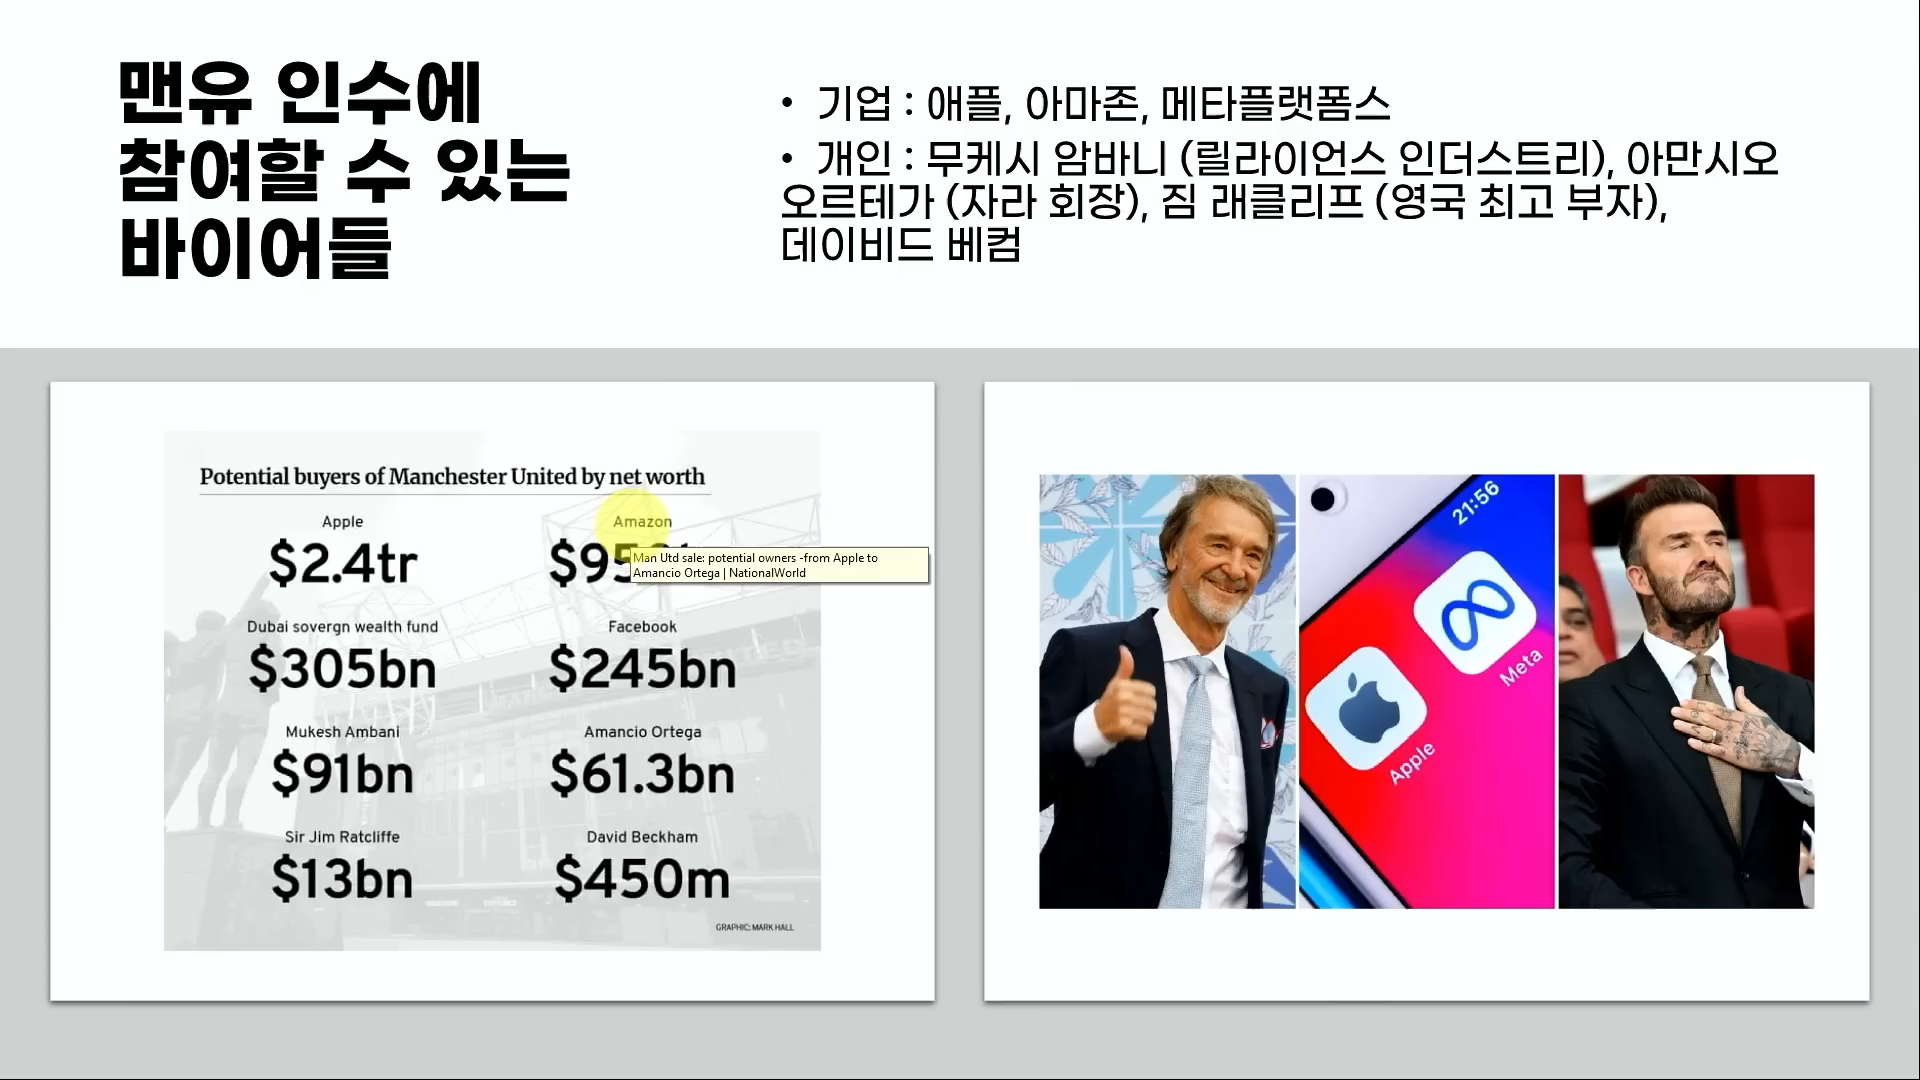 맨유 인수에
참여할 수 있는
바이어들
• 기업 : 애플, 아마존, 메타플랫폼스
• 개인 : 무케시 암바니 (릴라이언스 인더스트리), 아만시오
오르테가 (자라 회장), 짐 래클리프 (영국 최고 부자),
데이비드 베컴
Potential buyers of Manchester United by net worth
Apple
$2.4tr
Amazon
Man Utd sale: potential owners -from Apple to
Amancio Ortega | NationalWorld
Dubai sovergn wealth fund
$305bn
Facebook
$245bn
Mukesh Ambani
$91bn
Amancio Ortega
$61.3bn
Sir Jim Ratcliffe
$13bn
David Beckham
$450m
GRAPHIC: MARK HALL
21:56
Meta
Apple